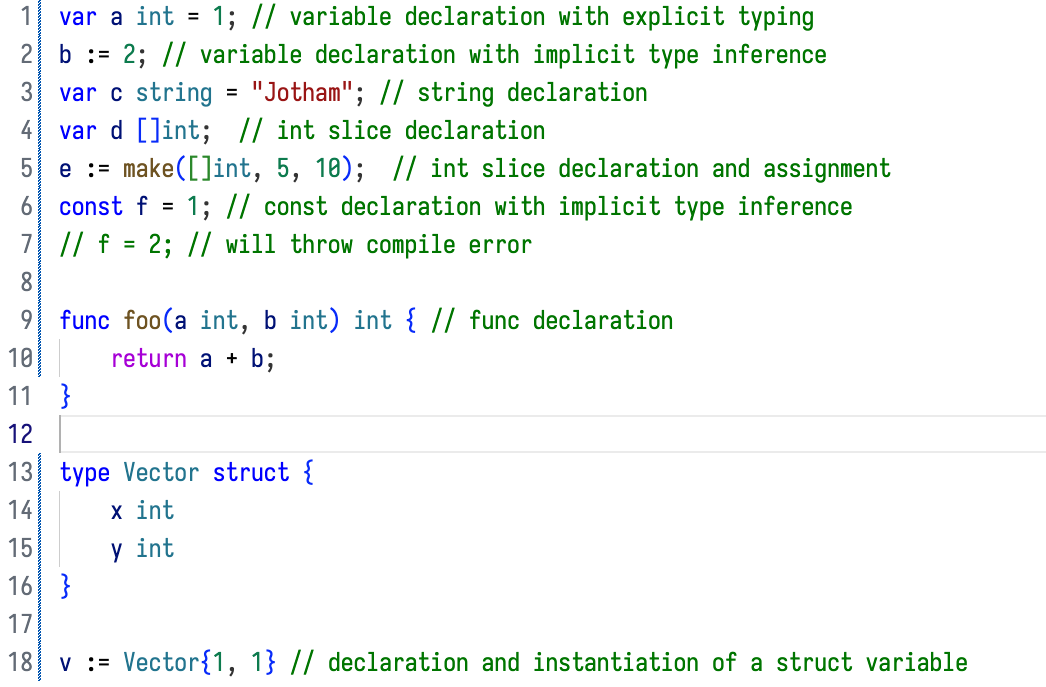 1 var a int = 1; // variable declaration with explicit typing
2 b := 2; // variable declaration with implicit type inference
3 var c string = "Jotham"; // string declaration
4 var d []int;  // int slice declaration
5 e := make([]int, 5, 10);  // int slice declaration and assignment
6 const f = 1; // const declaration with implicit type inference
7 // f = 2; // will throw compile error
8
9 func foo(a int, b int) int { // func declaration
10     return a + b;
11 }
12
13 type Vector struct {
14     x int
15     y int
16 }
17
18 v := Vector{1, 1} // declaration and instantiation of a struct variable